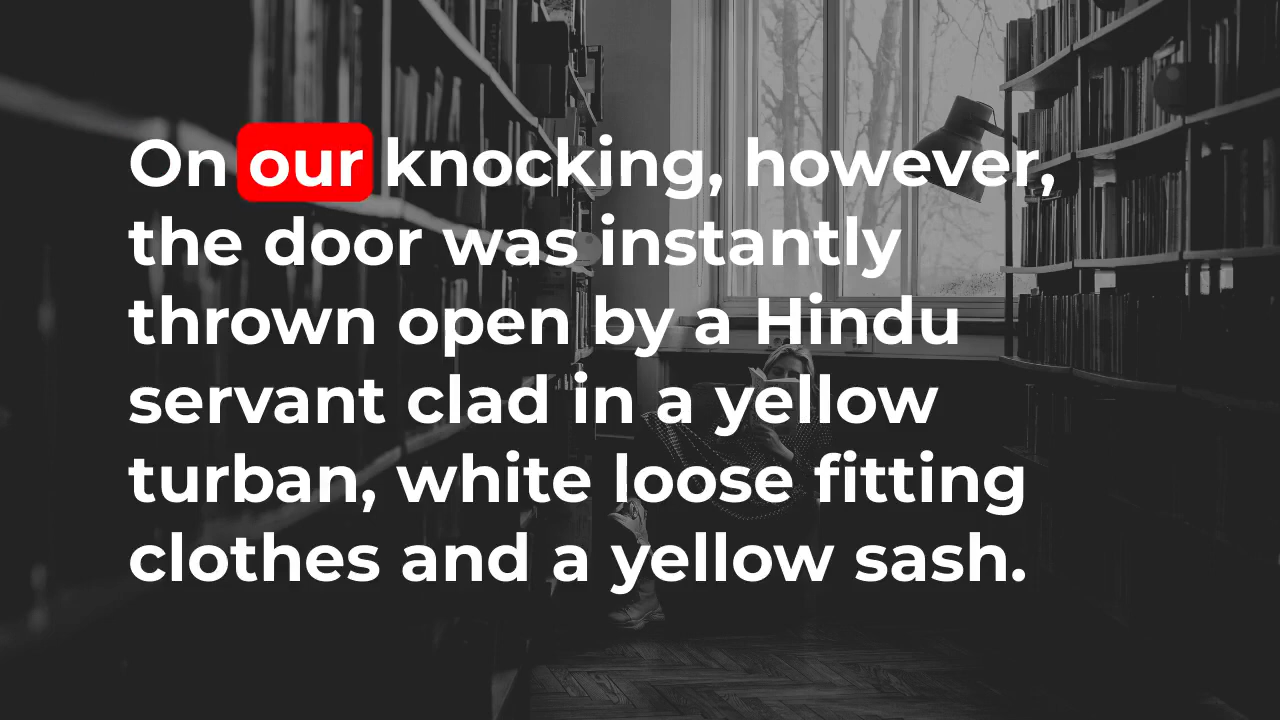 On our knocking, however,
the door was instantly
thrown open by a Hindu
servant clad in a yellow
turban, white loose fitting
clothes and a yellow sash.